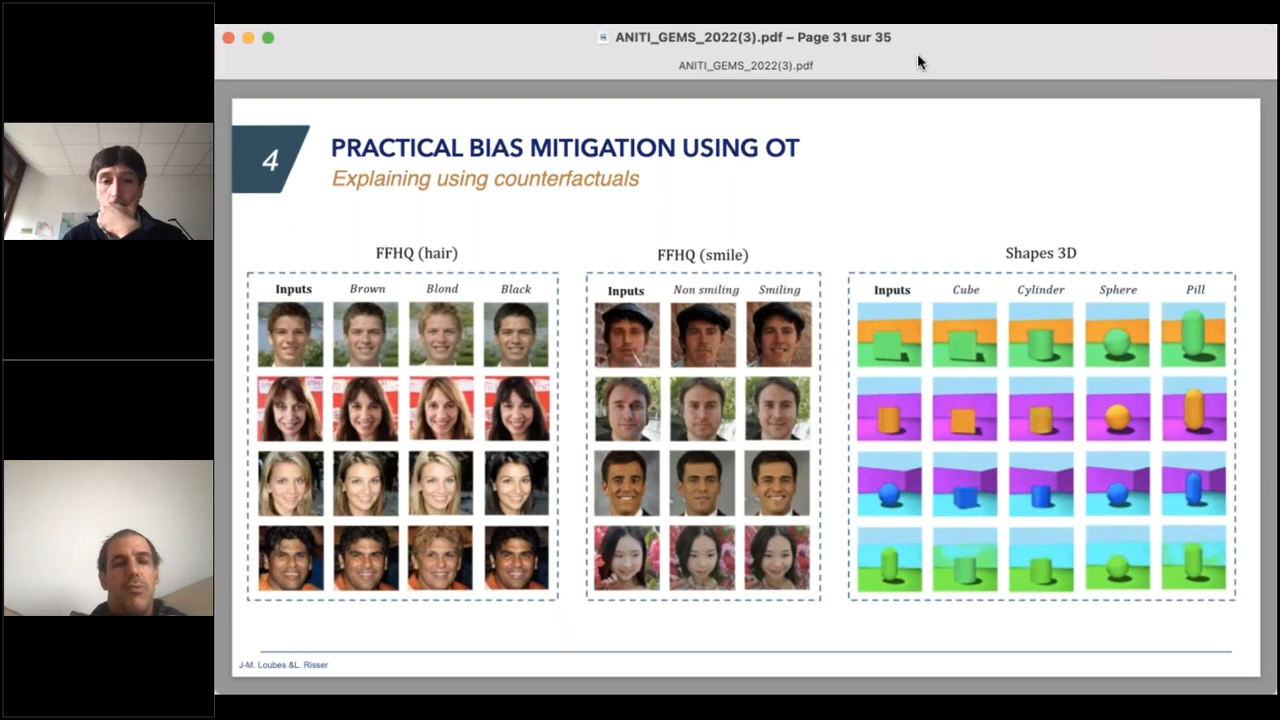 ANITI_GEMS_2022(3).pdf – Page 31 sur 35
ANITI_GEMS_2022(3).pdf
4
PRACTICAL BIAS MITIGATION USING OT
Explaining using counterfactuals
FFHQ (hair)
Inputs Brown Blond Black
FFHQ (smile)
Inputs Non smiling Smiling
Shapes 3D
Inputs Cube Cylinder Sphere Pill
J-M. Loubes &L. Risser